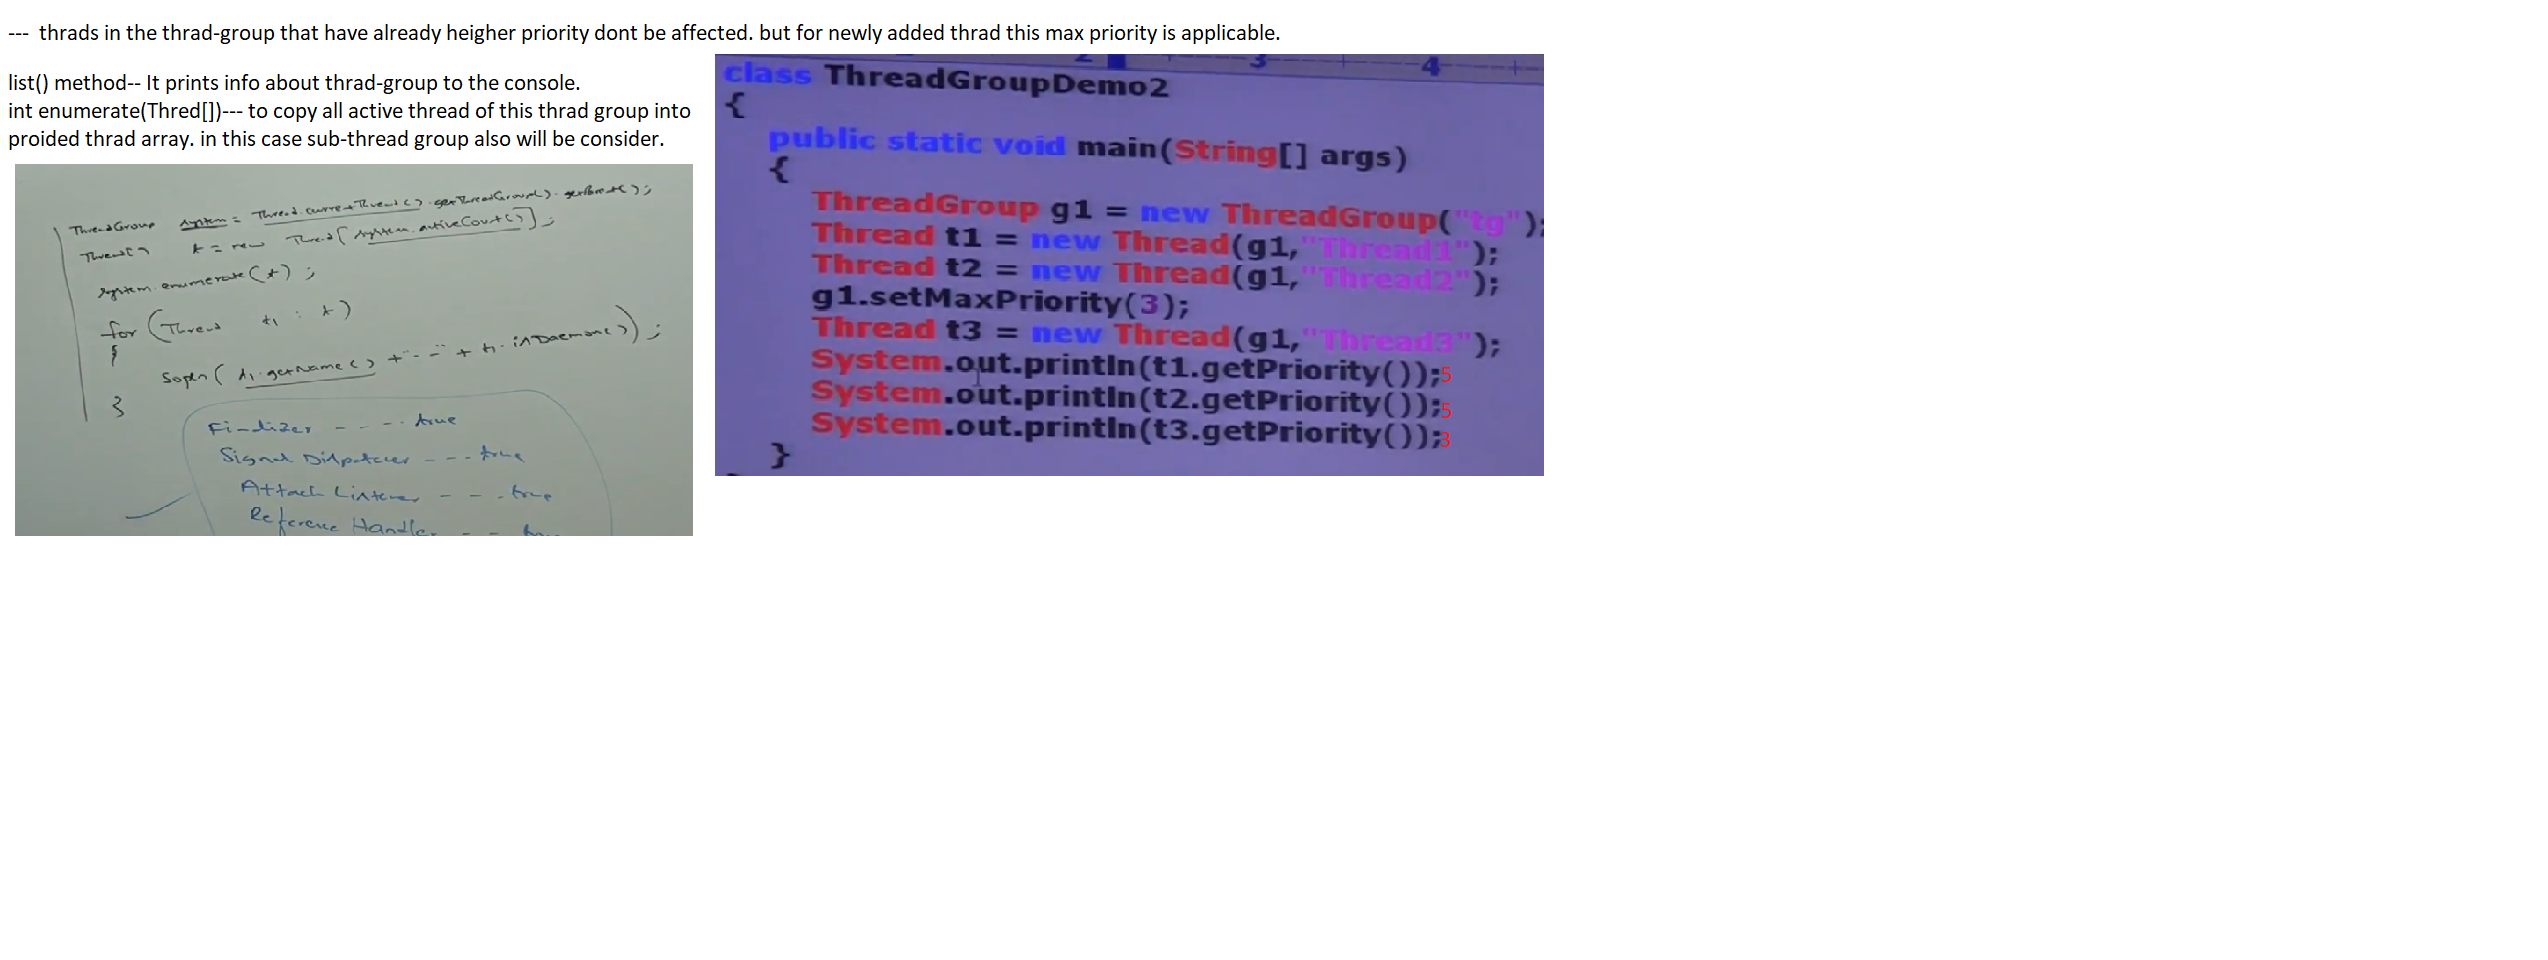 --- thrads in the thrad-group that have already heigher priority dont be affected. but for newly added thrad this max priority is applicable.
list() method-- It prints info about thrad-group to the console.
int enumerate(Thred[])--- to copy all active thread of this thrad group into
proided thrad array. in this case sub-thread group also will be consider.
ThreadGroup system = Thread.currentThread().getThreadGroup().getParent();
Thread[] t = new Thread[system.activeCount()];
system.enumerate(t);
for (Thread t1 : t)
{
Sopln(t1.getName() + "--" + t1.isDaemon());
}
Finalizer - - - - true
Signal Dispatcher - - - - true
Attach Listener - - - true
Reference Handler - -
2 3 4
class ThreadGroupDemo2
{
public static void main(String[] args)
{
ThreadGroup g1 = new ThreadGroup("tg");
Thread t1 = new Thread(g1,"Thread1");
Thread t2 = new Thread(g1,"Thread2");
g1.setMaxPriority(3);
Thread t3 = new Thread(g1,"Thread3");
System.out.println(t1.getPriority());5
System.out.println(t2.getPriority());5
System.out.println(t3.getPriority());3
}